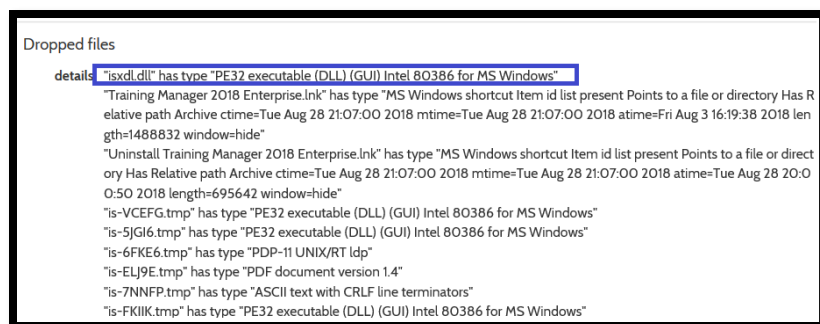 Dropped files
details "isxdl.dll" has type "PE32 executable (DLL) (GUI) Intel 80386 for MS Windows"
"Training Manager 2018 Enterprise.lnk" has type "MS Windows shortcut Item id list present Points to a file or directory Has R
elative path Archive ctime=Tue Aug 28 21:07:00 2018 mtime=Tue Aug 28 21:07:00 2018 atime=Fri Aug 3 16:19:38 2018 len
gth=1488832 window=hide"
"Uninstall Training Manager 2018 Enterprise.lnk" has type "MS Windows shortcut Item id list present Points to a file or direct
ory Has Relative path Archive ctime=Tue Aug 28 21:07:00 2018 mtime=Tue Aug 28 21:07:00 2018 atime=Tue Aug 28 20:0
0:50 2018 length=695642 window=hide"
"is-VCEFG.tmp" has type "PE32 executable (DLL) (GUI) Intel 80386 for MS Windows"
"is-5JGI6.tmp" has type "PE32 executable (DLL) (GUI) Intel 80386 for MS Windows"
"is-6FKE6.tmp" has type "PDP-11 UNIX/RT ldp"
"is-ELJ9E.tmp" has type "PDF document version 1.4"
"is-7NNFP.tmp" has type "ASCII text with CRLF line terminators"
"is-FKIIK.tmp" has type "PE32 executable (DLL) (GUI) Intel 80386 for MS Windows"